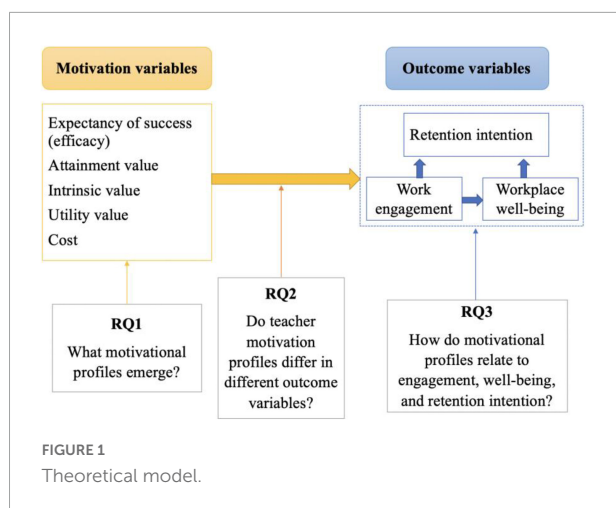 Motivation variables
Outcome variables
Expectancy of success
(efficacy)
Attainment value
Intrinsic value
Utility value
Cost
Retention intention
Work
engagement
Workplace
well-being
RQ1
What motivational
profiles emerge?
RQ2
Do teacher
motivation
profiles differ in
different outcome
variables?
RQ3
How do motivational
profiles relate to
engagement, well-being,
and retention intention?
FIGURE 1
Theoretical model.